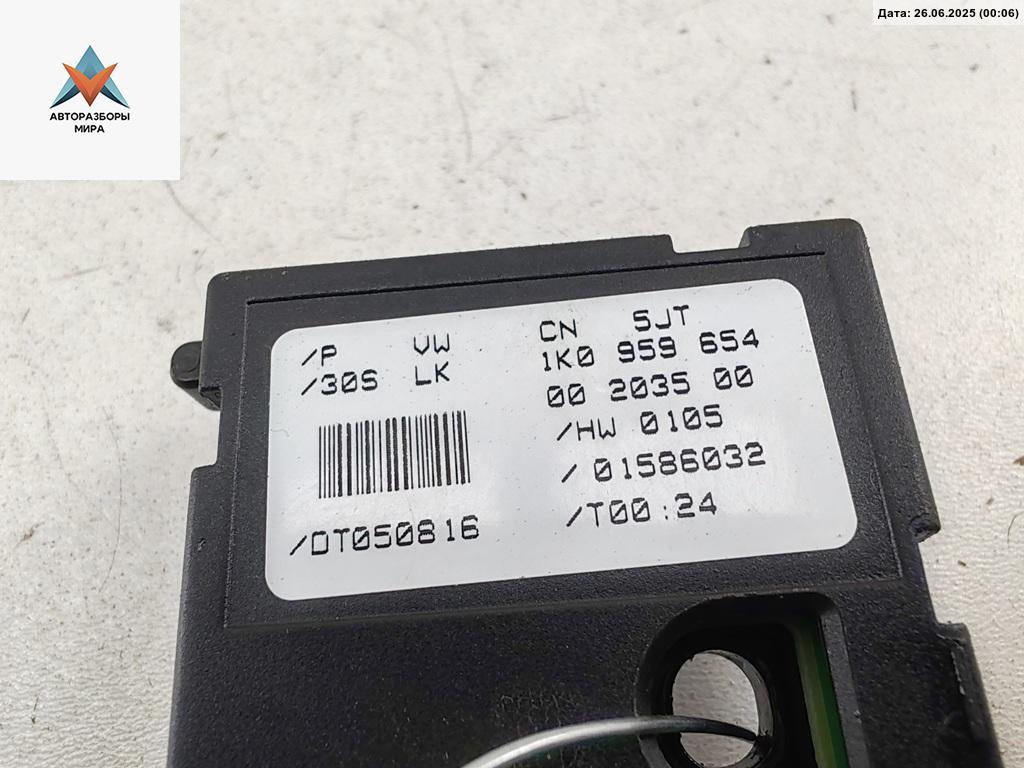 Дата: 26.06.2025 (00:06)
АВТОРАЗБОРЫ
МИРА
/P VW CN 5JT
/30S LK 1K0 959 654
00 2035 00
/HW 0105
/ 01586032
/DT050816 /T00:24